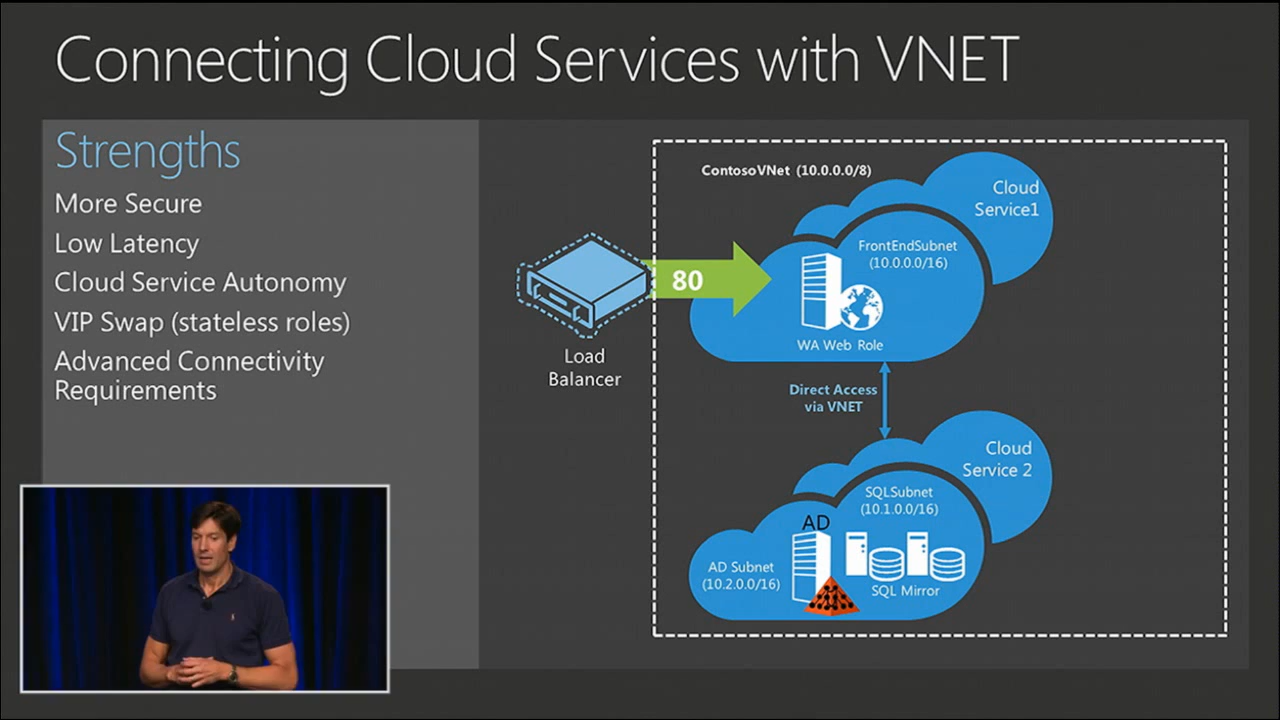 Connecting Cloud Services with VNET
Strengths
More Secure
Low Latency
Cloud Service Autonomy
VIP Swap (stateless roles)
Advanced Connectivity
Requirements
ContosoVNet (10.0.0.0/8)
Cloud
Service1
FrontEndSubnet
(10.0.0.0/16)
80
WA Web Role
Load
Balancer
Direct Access
via VNET
Cloud
Service 2
SQLSubnet
(10.1.0.0/16)
AD
AD Subnet
(10.2.0.0/16)
SQL Mirror